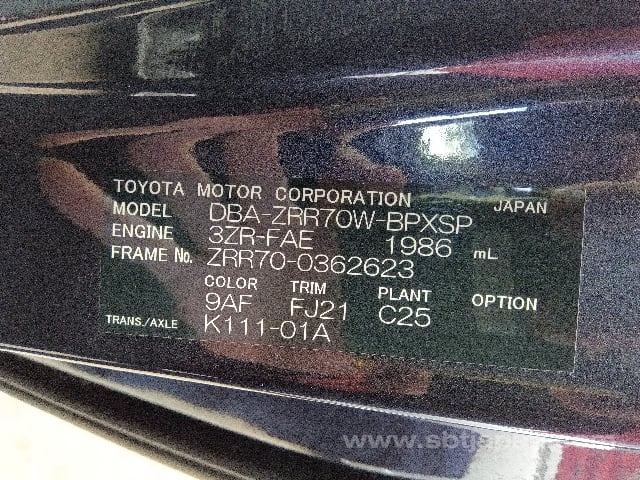 TOYOTA MOTOR CORPORATION JAPAN
MODEL DBA-ZRR70W-BPXSP
ENGINE 3ZR-FAE 1986 mL
FRAME No. ZRR70-0362623
COLOR TRIM PLANT OPTION
9AF FJ21 C25
TRANS./AXLE K111-01A